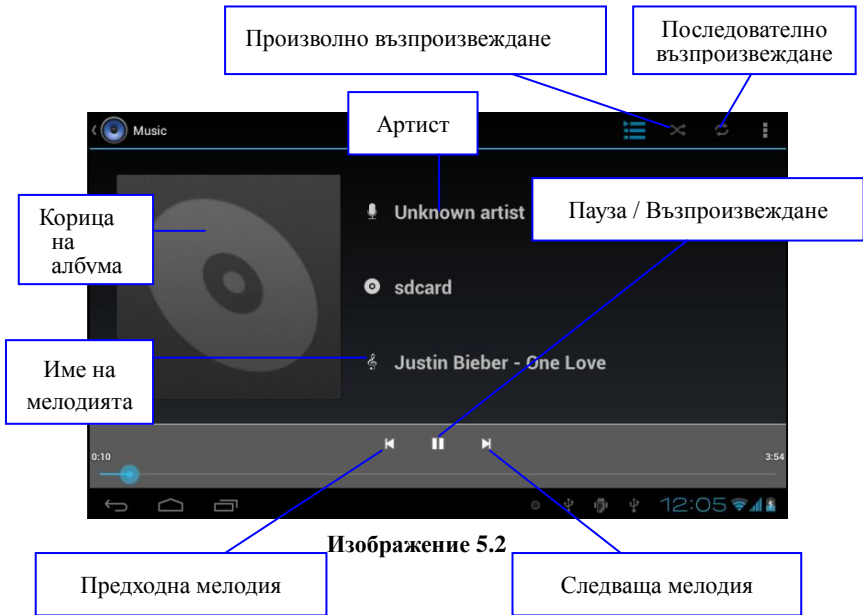 Произволно възпроизвеждане
Последователно
възпроизвеждане
Music
Артист
Корица
на
албума
Unknown artist
Пауза / Възпроизвеждане
sdcard
Име на
мелодията
Justin Bieber - One Love
0:10
3:54
12:05
Изображение 5.2
Предходна мелодия
Следваща мелодия